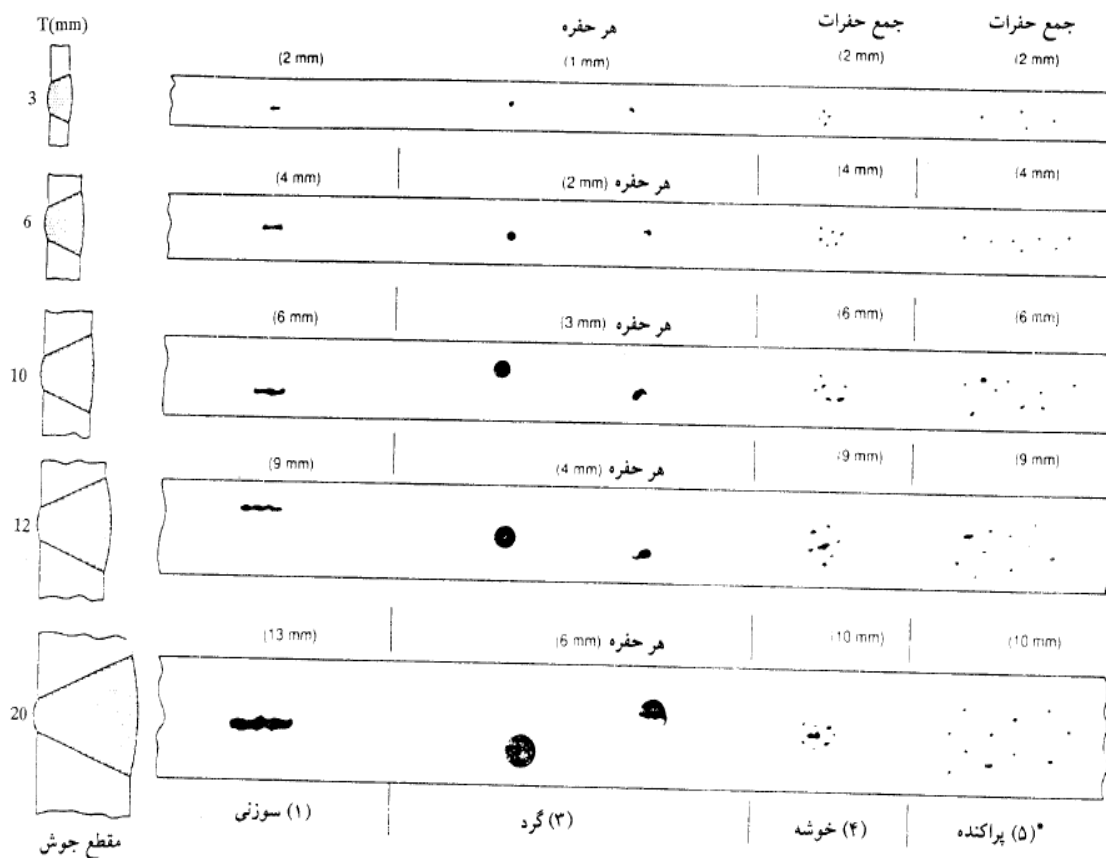 T(mm) هر حفره جمع حفرات جمع حفرات
(2 mm) (1 mm) (2 mm) (2 mm)
3
(4 mm) هر حفره (2 mm) (4 mm) (4 mm)
6
(6 mm) هر حفره (3 mm) (6 mm) (6 mm)
10
(9 mm) هر حفره (4 mm) (9 mm) (9 mm)
12
(13 mm) هر حفره (6 mm) (10 mm) (10 mm)
20
(۱) سوزنی (۳) گرد (۴) خوشه (۵) پراکنده*
مقطع جوش